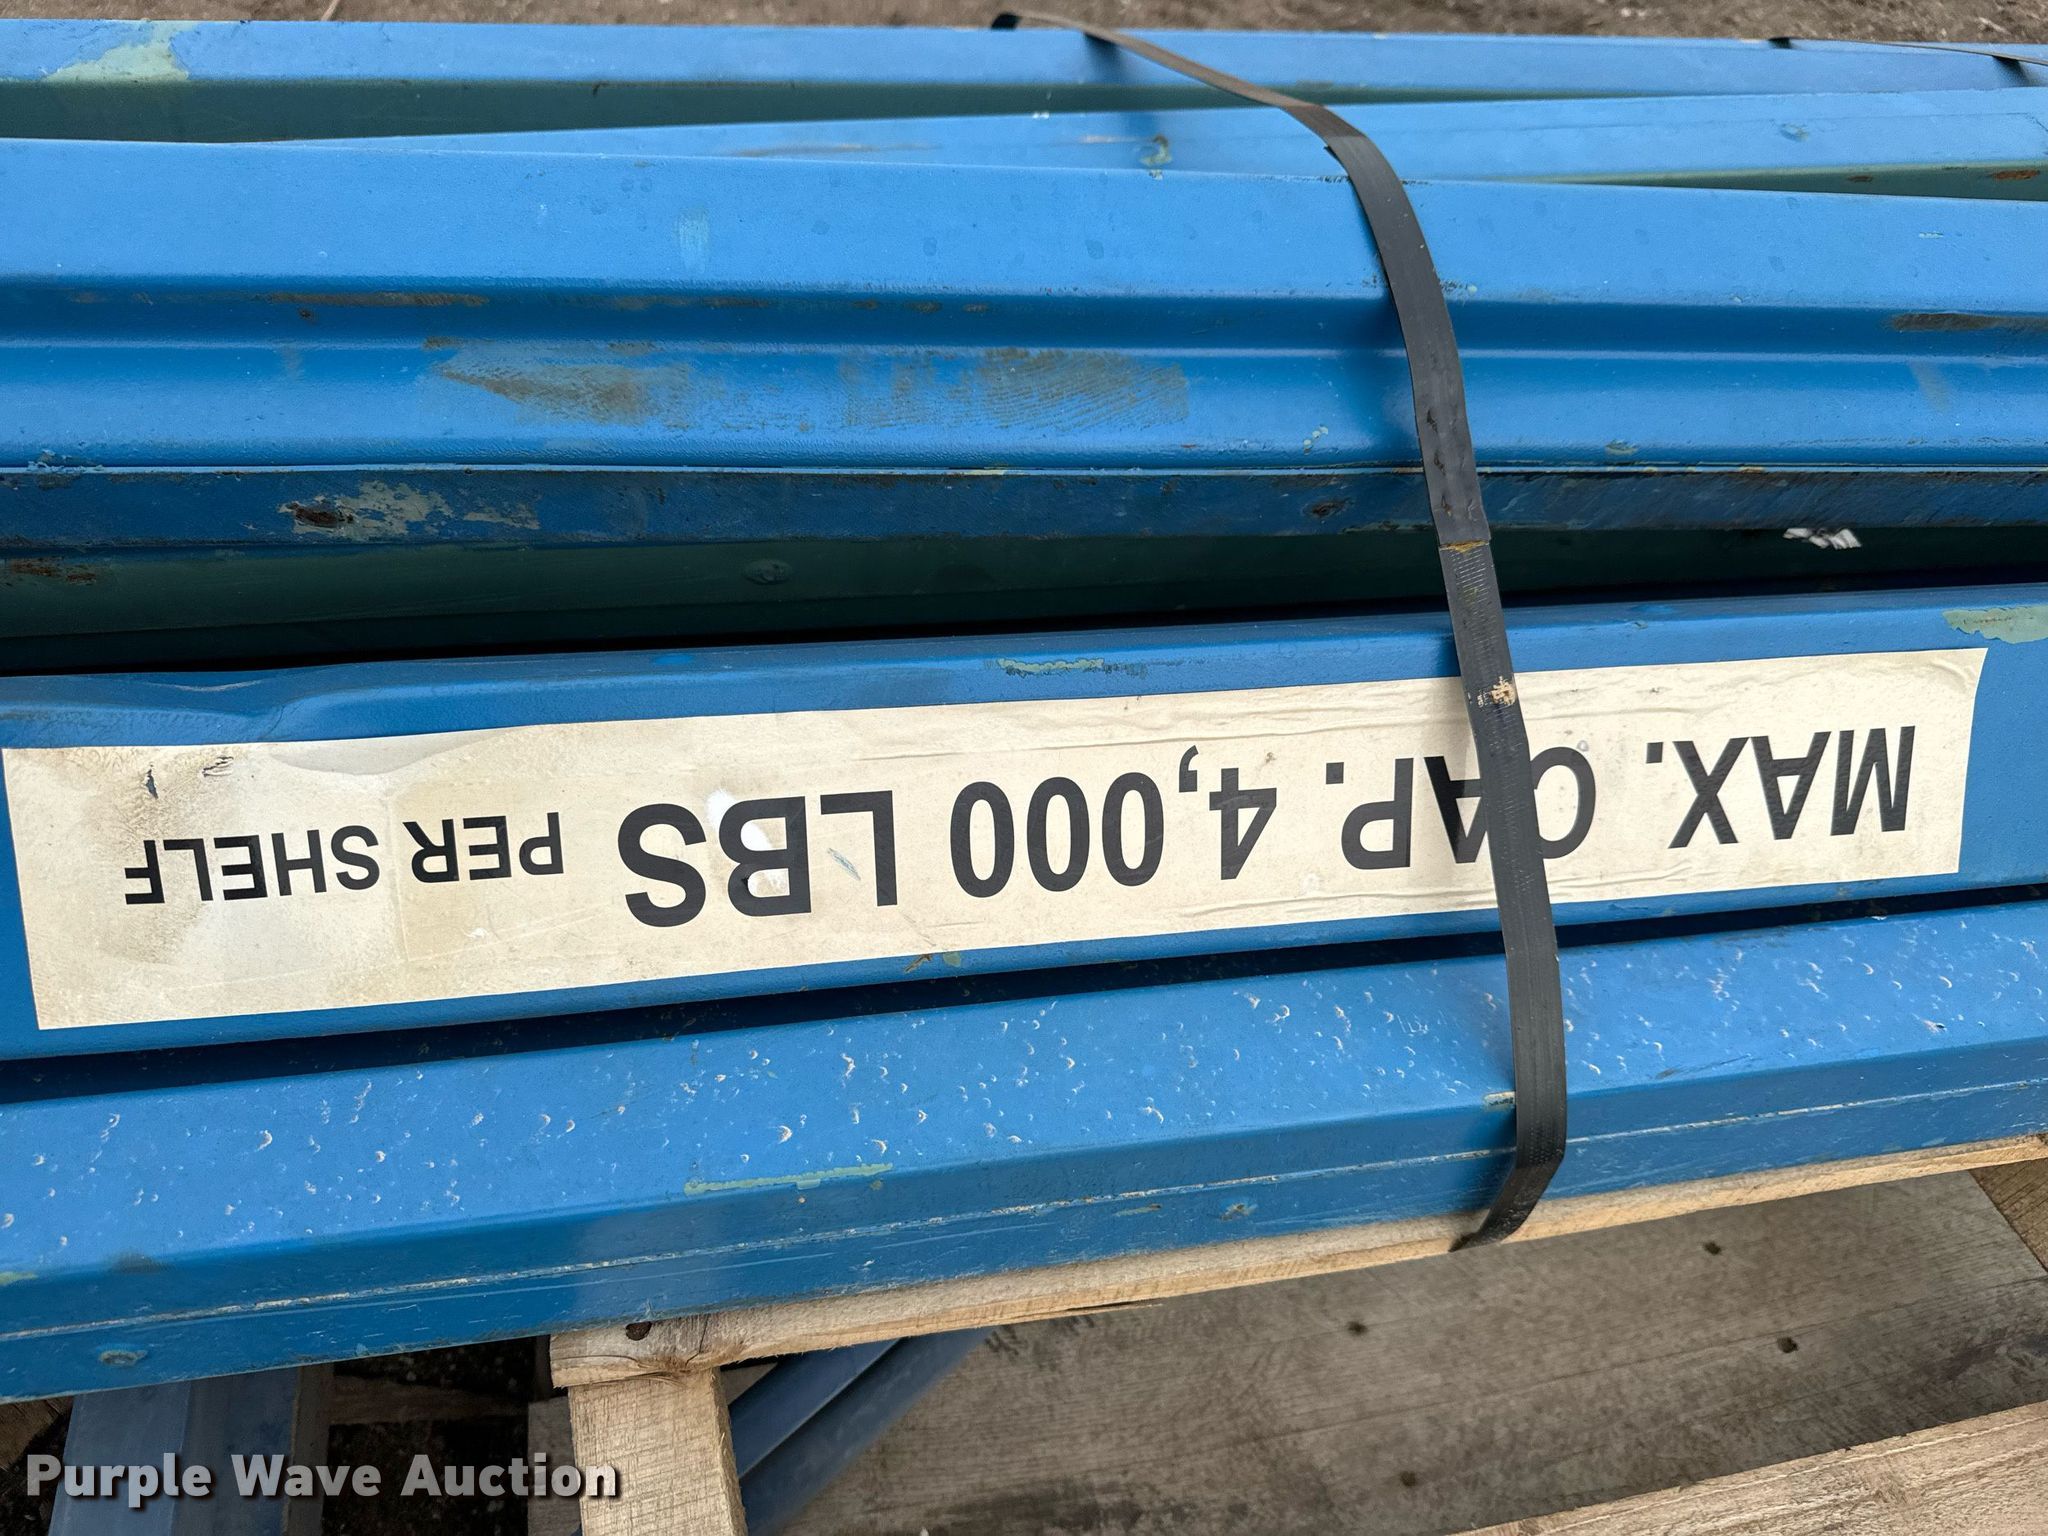 MAX. CAP. 4,000 LBS PER SHELF
Purple Wave Auction